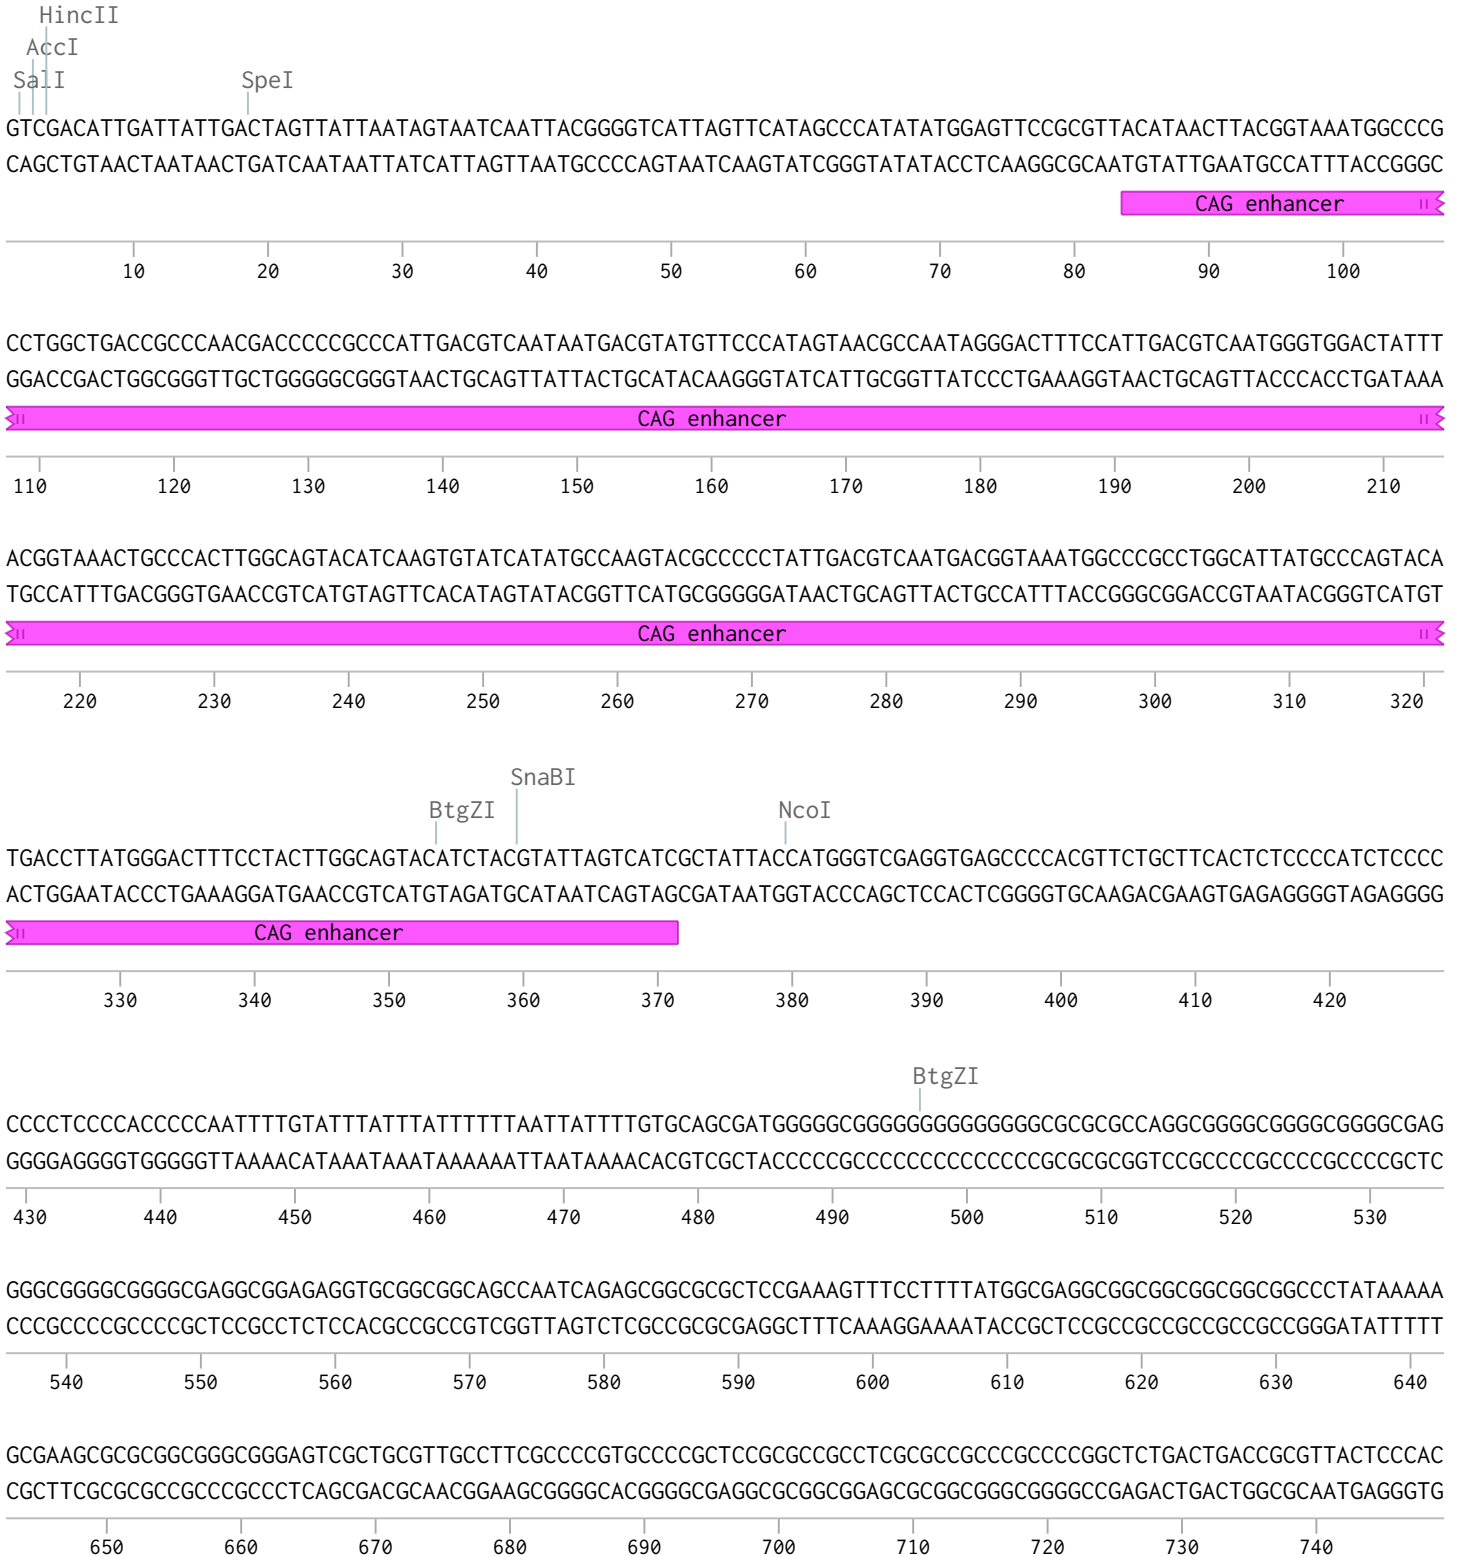 HincII
AccI
SalI SpeI
GTCGACATTGATTATTGACTAGTTATTAATAGTAATCAATTACGGGGTCATTAGTTCATAGCCCATATATGGAGTTCCGCGTTACATAACTTACGGTAAATGGCCCG
CAGCTGTAACTAATAACTGATCAATAATTATCATTAGTTAATGCCCCAGTAATCAAGTATCGGGTATATACCTCAAGGCGCAATGTATTGAATGCCATTTACCGGGC
CAG enhancer
10 20 30 40 50 60 70 80 90 100
CCTGGCTGACCGCCCAACGACCCCCGCCCATTGACGTCAATAATGACGTATGTTCCCATAGTAACGCCAATAGGGACTTTCCATTGACGTCAATGGGTGGACTATTT
GGACCGACTGGCGGGTTGCTGGGGGCGGGTAACTGCAGTTATTACTGCATACAAGGGTATCATTGCGGTTATCCCTGAAAGGTAACTGCAGTTACCCACCTGATAAA
CAG enhancer
110 120 130 140 150 160 170 180 190 200 210
ACGGTAAACTGCCCACTTGGCAGTACATCAAGTGTATCATATGCCAAGTACGCCCCCTATTGACGTCAATGACGGTAAATGGCCCGCCTGGCATTATGCCCAGTACA
TGCCATTTGACGGGTGAACCGTCATGTAGTTCACATAGTATACGGTTCATGCGGGGGATAACTGCAGTTACTGCCATTTACCGGGCGGACCGTAATACGGGTCATGT
CAG enhancer
220 230 240 250 260 270 280 290 300 310 320
SnaBI
BtgZI NcoI
TGACCTTATGGGACTTTCCTACTTGGCAGTACATCTACGTATTAGTCATCGCTATTACCATGGGTCGAGGTGAGCCCCACGTTCTGCTTCACTCTCCCCATCTCCCC
ACTGGAATACCCTGAAAGGATGAACCGTCATGTAGATGCATAATCAGTAGCGATAATGGTACCCAGCTCCACTCGGGGTGCAAGACGAAGTGAGAGGGGTAGAGGGG
CAG enhancer
330 340 350 360 370 380 390 400 410 420
BtgZI
CCCCTCCCCACCCCCAATTTTGTATTTATTTATTTTTTAATTATTTTGTGCAGCGATGGGGGCGGGGGGGGGGGGGGCGCGCGCCAGGCGGGGCGGGGCGGGGCGAG
GGGGAGGGGTGGGGGTTAAAACATAAATAAATAAAAAATTAATAAAACACGTCGCTACCCCCGCCCCCCCCCCCCCCGCGCGCGGTCCGCCCCGCCCCGCCCCGCTC
430 440 450 460 470 480 490 500 510 520 530
GGGCGGGGCGGGGCGAGGCGGAGAGGTGCGGCGGCAGCCAATCAGAGCGGCGCGCTCCGAAAGTTTCCTTTTATGGCGAGGCGGCGGCGGCGGCGGCCCTATAAAAA
CCCGCCCCGCCCCGCTCCGCCTCTCCACGCCGCCGTCGGTTAGTCTCGCCGCGCGAGGCTTTCAAAGGAAAATACCGCTCCGCCGCCGCCGCCGCCGGGATATTTTT
540 550 560 570 580 590 600 610 620 630 640
GCGAAGCGCGCGGCGGGCGGGAGTCGCTGCGTTGCCTTCGCCCCGTGCCCCGCTCCGCGCCGCCTCGCGCCGCCCGCCCCGGCTCTGACTGACCGCGTTACTCCCAC
CGCTTCGCGCGCCGCCCGCCCTCAGCGACGCAACGGAAGCGGGGCACGGGGCGAGGCGCGGCGGAGCGCGGCGGGCGGGGCCGAGACTGACTGGCGCAATGAGGGTG
650 660 670 680 690 700 710 720 730 740